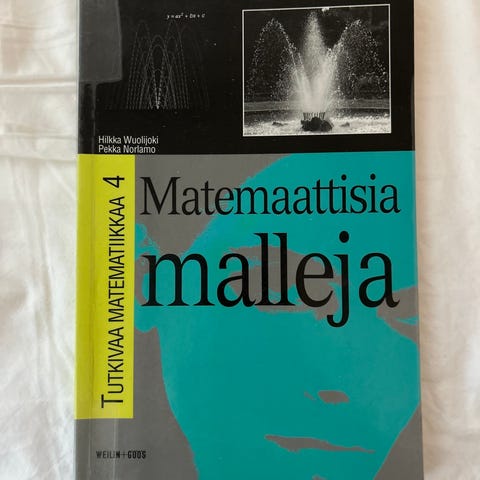 y = ax² + bx + c
Hilkka Wuolijoki
Pekka Norlamo
TUTKIVAA MATEMATIIKKAA 4
Matemaattisia
malleja
WEILIN+GÖÖS